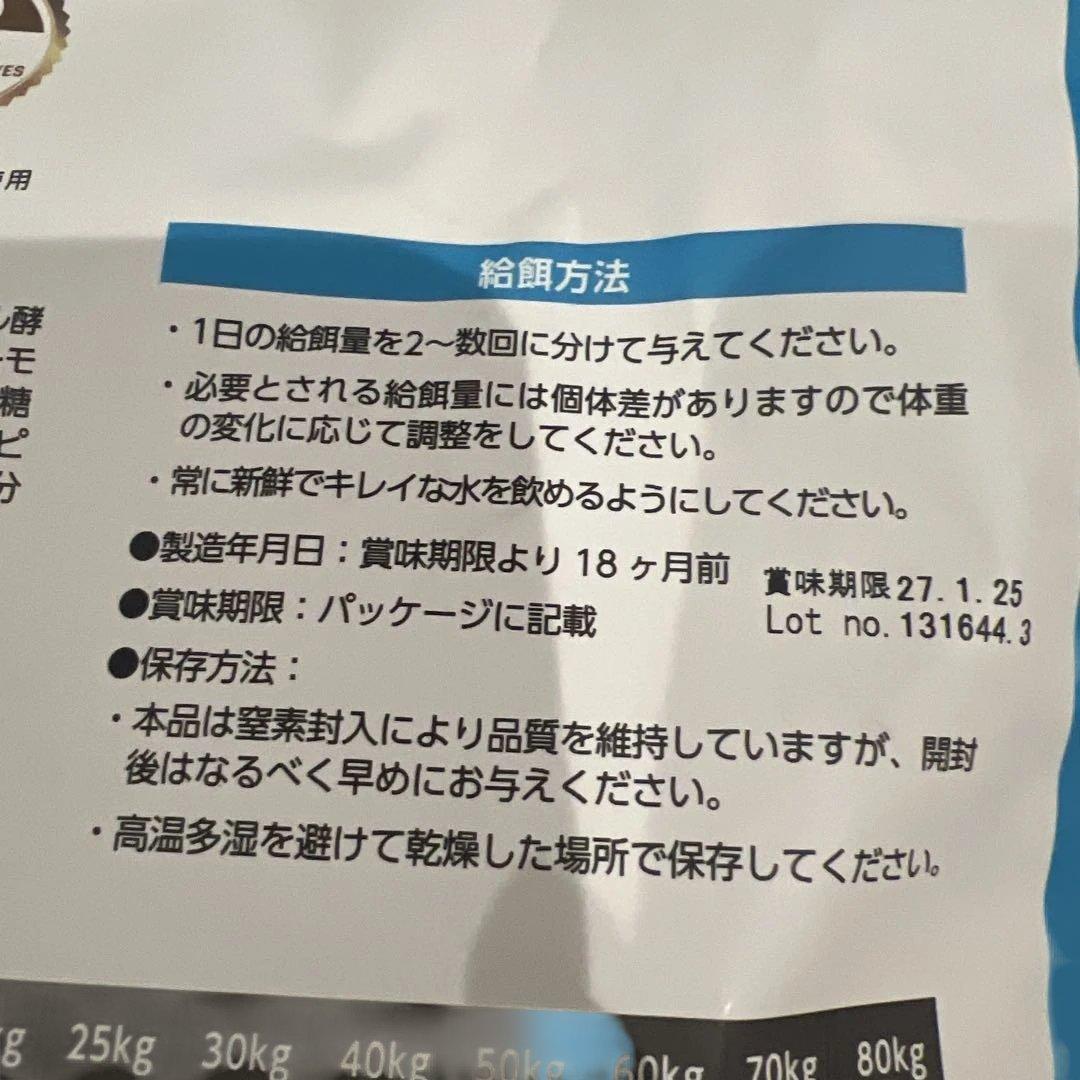 用
酵
モ
糖
ピ
分
給餌方法
・1日の給餌量を2〜数回に分けて与えてください。
・必要とされる給餌量には個体差がありますので体重
の変化に応じて調整をしてください。
・常に新鮮でキレイな水を飲めるようにしてください。
●製造年月日：賞味期限より 18 ヶ月前
賞味期限27.1.25
●賞味期限：パッケージに記載
Lot no.131644.3
●保存方法：
・本品は窒素封入により品質を維持していますが、開封
後はなるべく早めにお与えください。
・高温多湿を避けて乾燥した場所で保存してください。
25kg 30kg 40kg 50kg 60kg 70kg 80kg